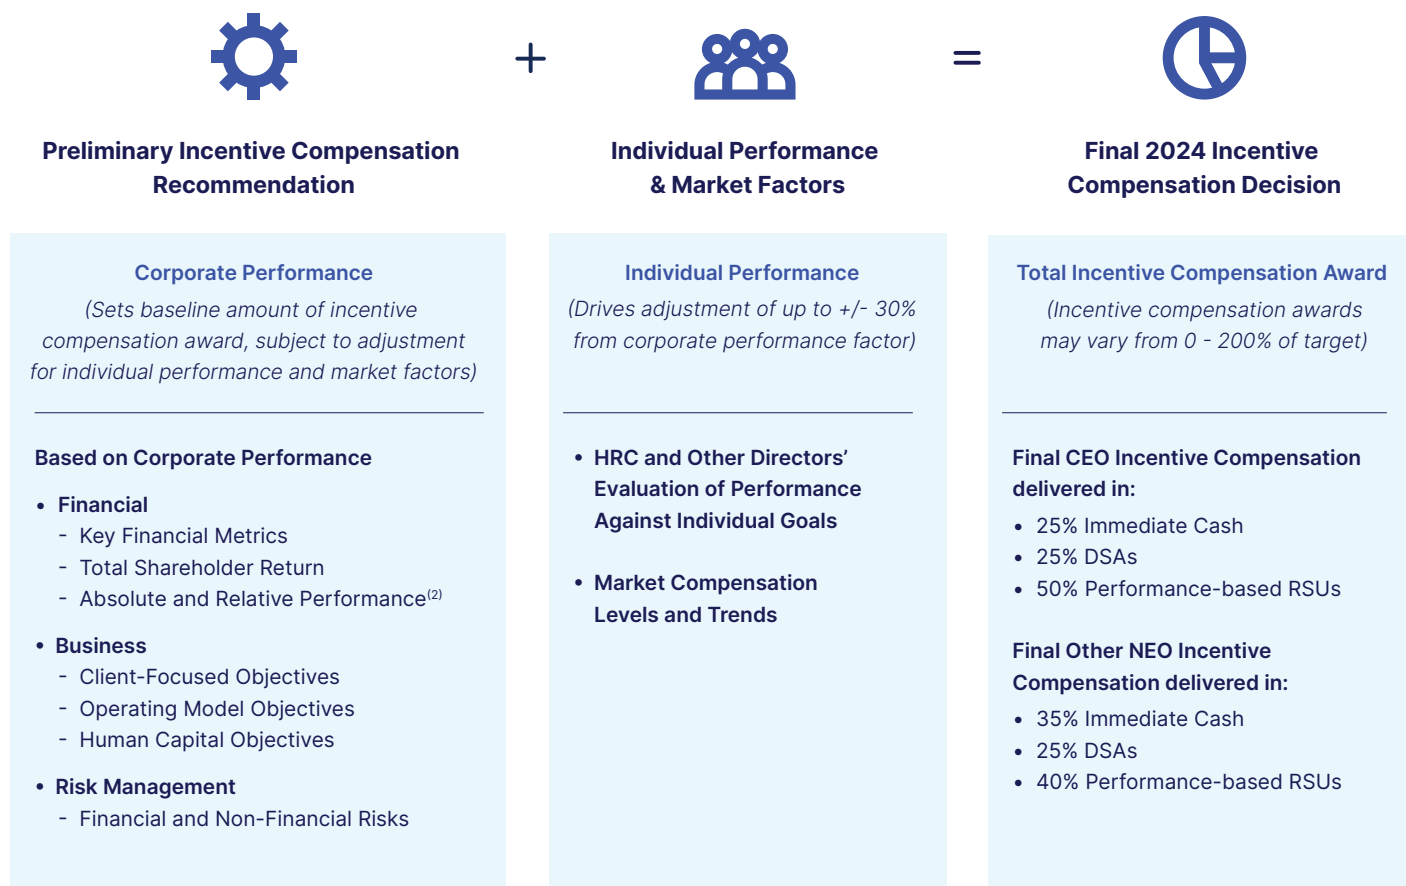 +
=
Preliminary Incentive Compensation
Recommendation
Individual Performance
& Market Factors
Final 2024 Incentive
Compensation Decision
Corporate Performance
(Sets baseline amount of incentive
compensation award, subject to adjustment
for individual performance and market factors)
Based on Corporate Performance
• Financial
- Key Financial Metrics
- Total Shareholder Return
- Absolute and Relative Performance(2)
• Business
- Client-Focused Objectives
- Operating Model Objectives
- Human Capital Objectives
• Risk Management
- Financial and Non-Financial Risks
Individual Performance
(Drives adjustment of up to +/- 30%
from corporate performance factor)
• HRC and Other Directors’
Evaluation of Performance
Against Individual Goals
• Market Compensation
Levels and Trends
Total Incentive Compensation Award
(Incentive compensation awards
may vary from 0 - 200% of target)
Final CEO Incentive Compensation
delivered in:
• 25% Immediate Cash
• 25% DSAs
• 50% Performance-based RSUs
Final Other NEO Incentive
Compensation delivered in:
• 35% Immediate Cash
• 25% DSAs
• 40% Performance-based RSUs